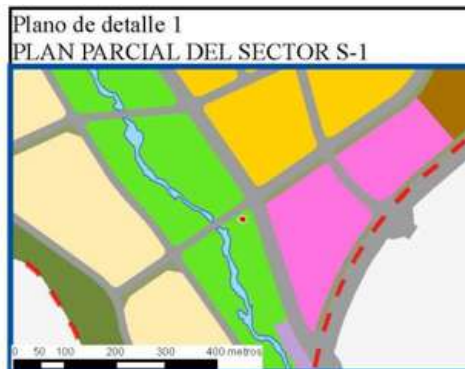 Plano de detalle 1
PLAN PARCIAL DEL SECTOR S-1
0 50 100 200 300 400 metros